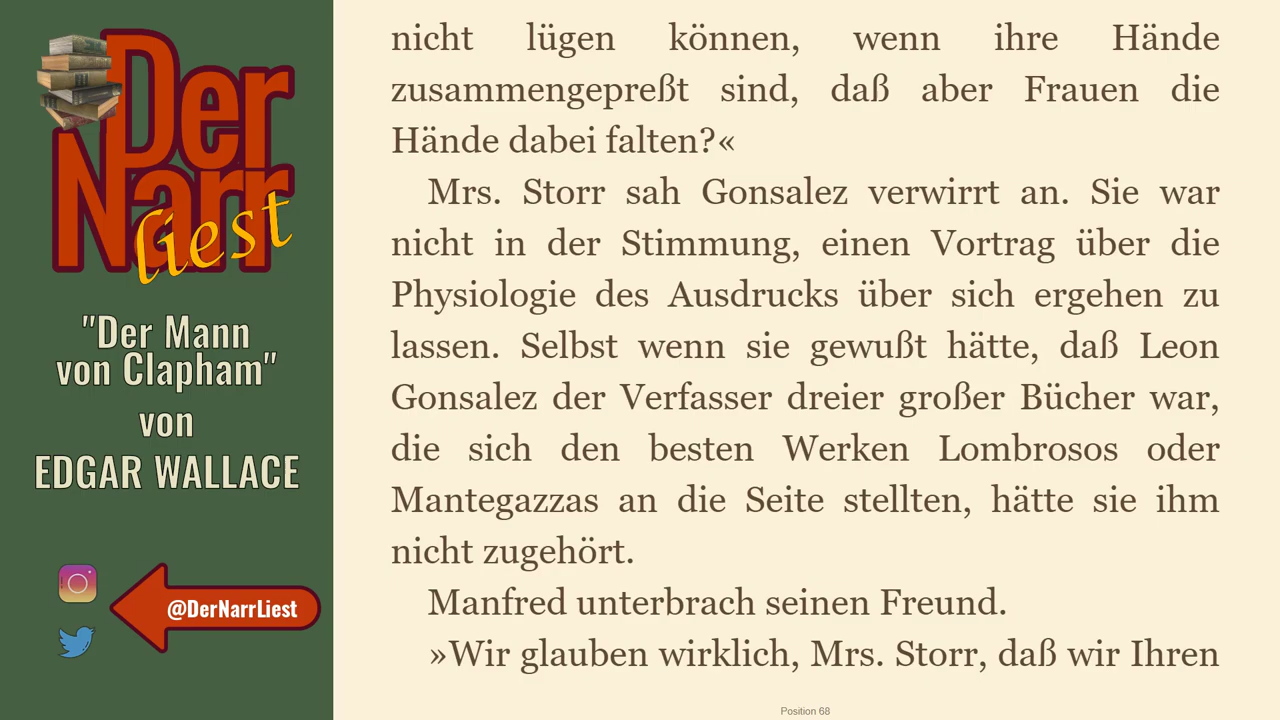 Der
Narr
liest
"Der Mann
von Clapham"
von
EDGAR WALLACE
@DerNarrLiest
nicht lügen können, wenn ihre Hände
zusammengepreßt sind, daß aber Frauen die
Hände dabei falten?«
Mrs. Storr sah Gonsalez verwirrt an. Sie war
nicht in der Stimmung, einen Vortrag über die
Physiologie des Ausdrucks über sich ergehen zu
lassen. Selbst wenn sie gewußt hätte, daß Leon
Gonsalez der Verfasser dreier großer Bücher war,
die sich den besten Werken Lombrosos oder
Mantegazzas an die Seite stellten, hätte sie ihm
nicht zugehört.
Manfred unterbrach seinen Freund.
»Wir glauben wirklich, Mrs. Storr, daß wir Ihren
Position 68